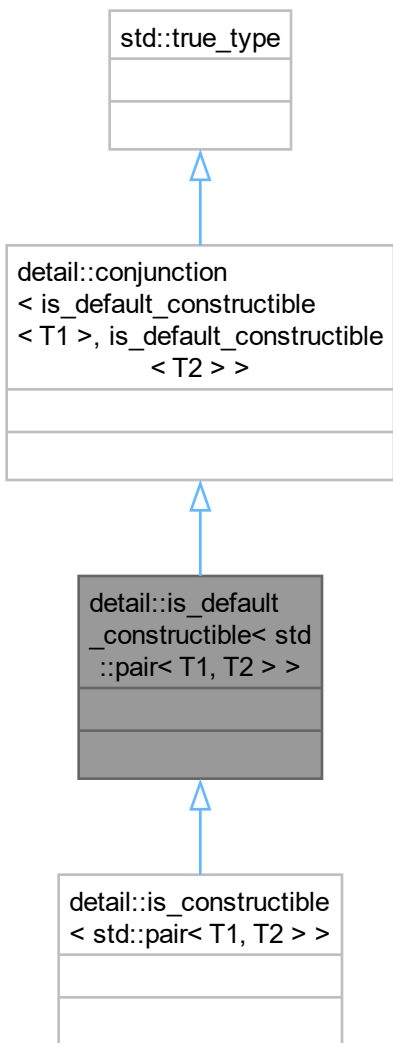 std::true_type
detail::conjunction
< is_default_constructible
< T1 >, is_default_constructible
< T2 > >
detail::is_default
_constructible< std
::pair< T1, T2 > >
detail::is_constructible
< std::pair< T1, T2 > >